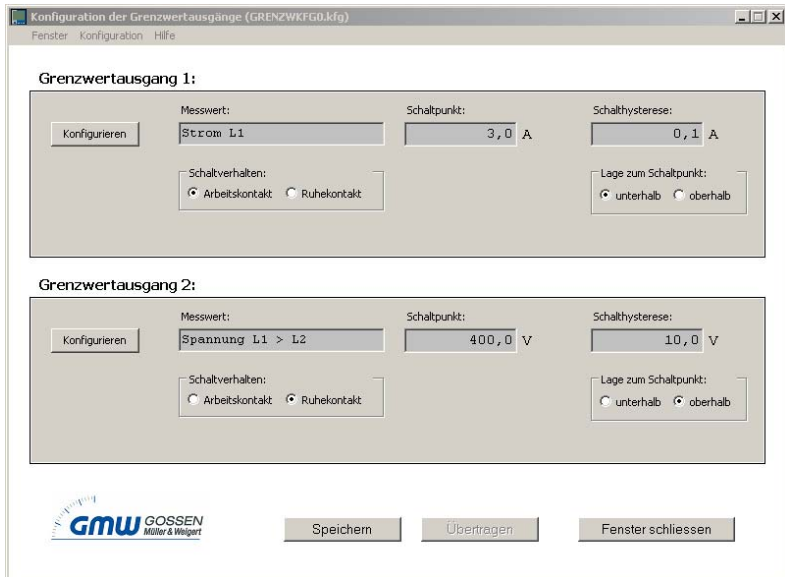 Konfiguration der Grenzwertausgänge (GRENZWKFG0.kfg)
Fenster Konfiguration Hilfe
Grenzwertausgang 1:
Messwert: Schaltpunkt: Schalthysterese:
Konfigurieren Strom L1 3,0 A 0,1 A
Schaltverhalten: Lage zum Schaltpunkt:
Arbeitskontakt Ruhekontakt unterhalb oberhalb
Grenzwertausgang 2:
Messwert: Schaltpunkt: Schalthysterese:
Konfigurieren Spannung L1 > L2 400,0 V 10,0 V
Schaltverhalten: Lage zum Schaltpunkt:
Arbeitskontakt Ruhekontakt unterhalb oberhalb
GMW GOSSEN
Müller & Weigert
Speichern Übertragen Fenster schliessen